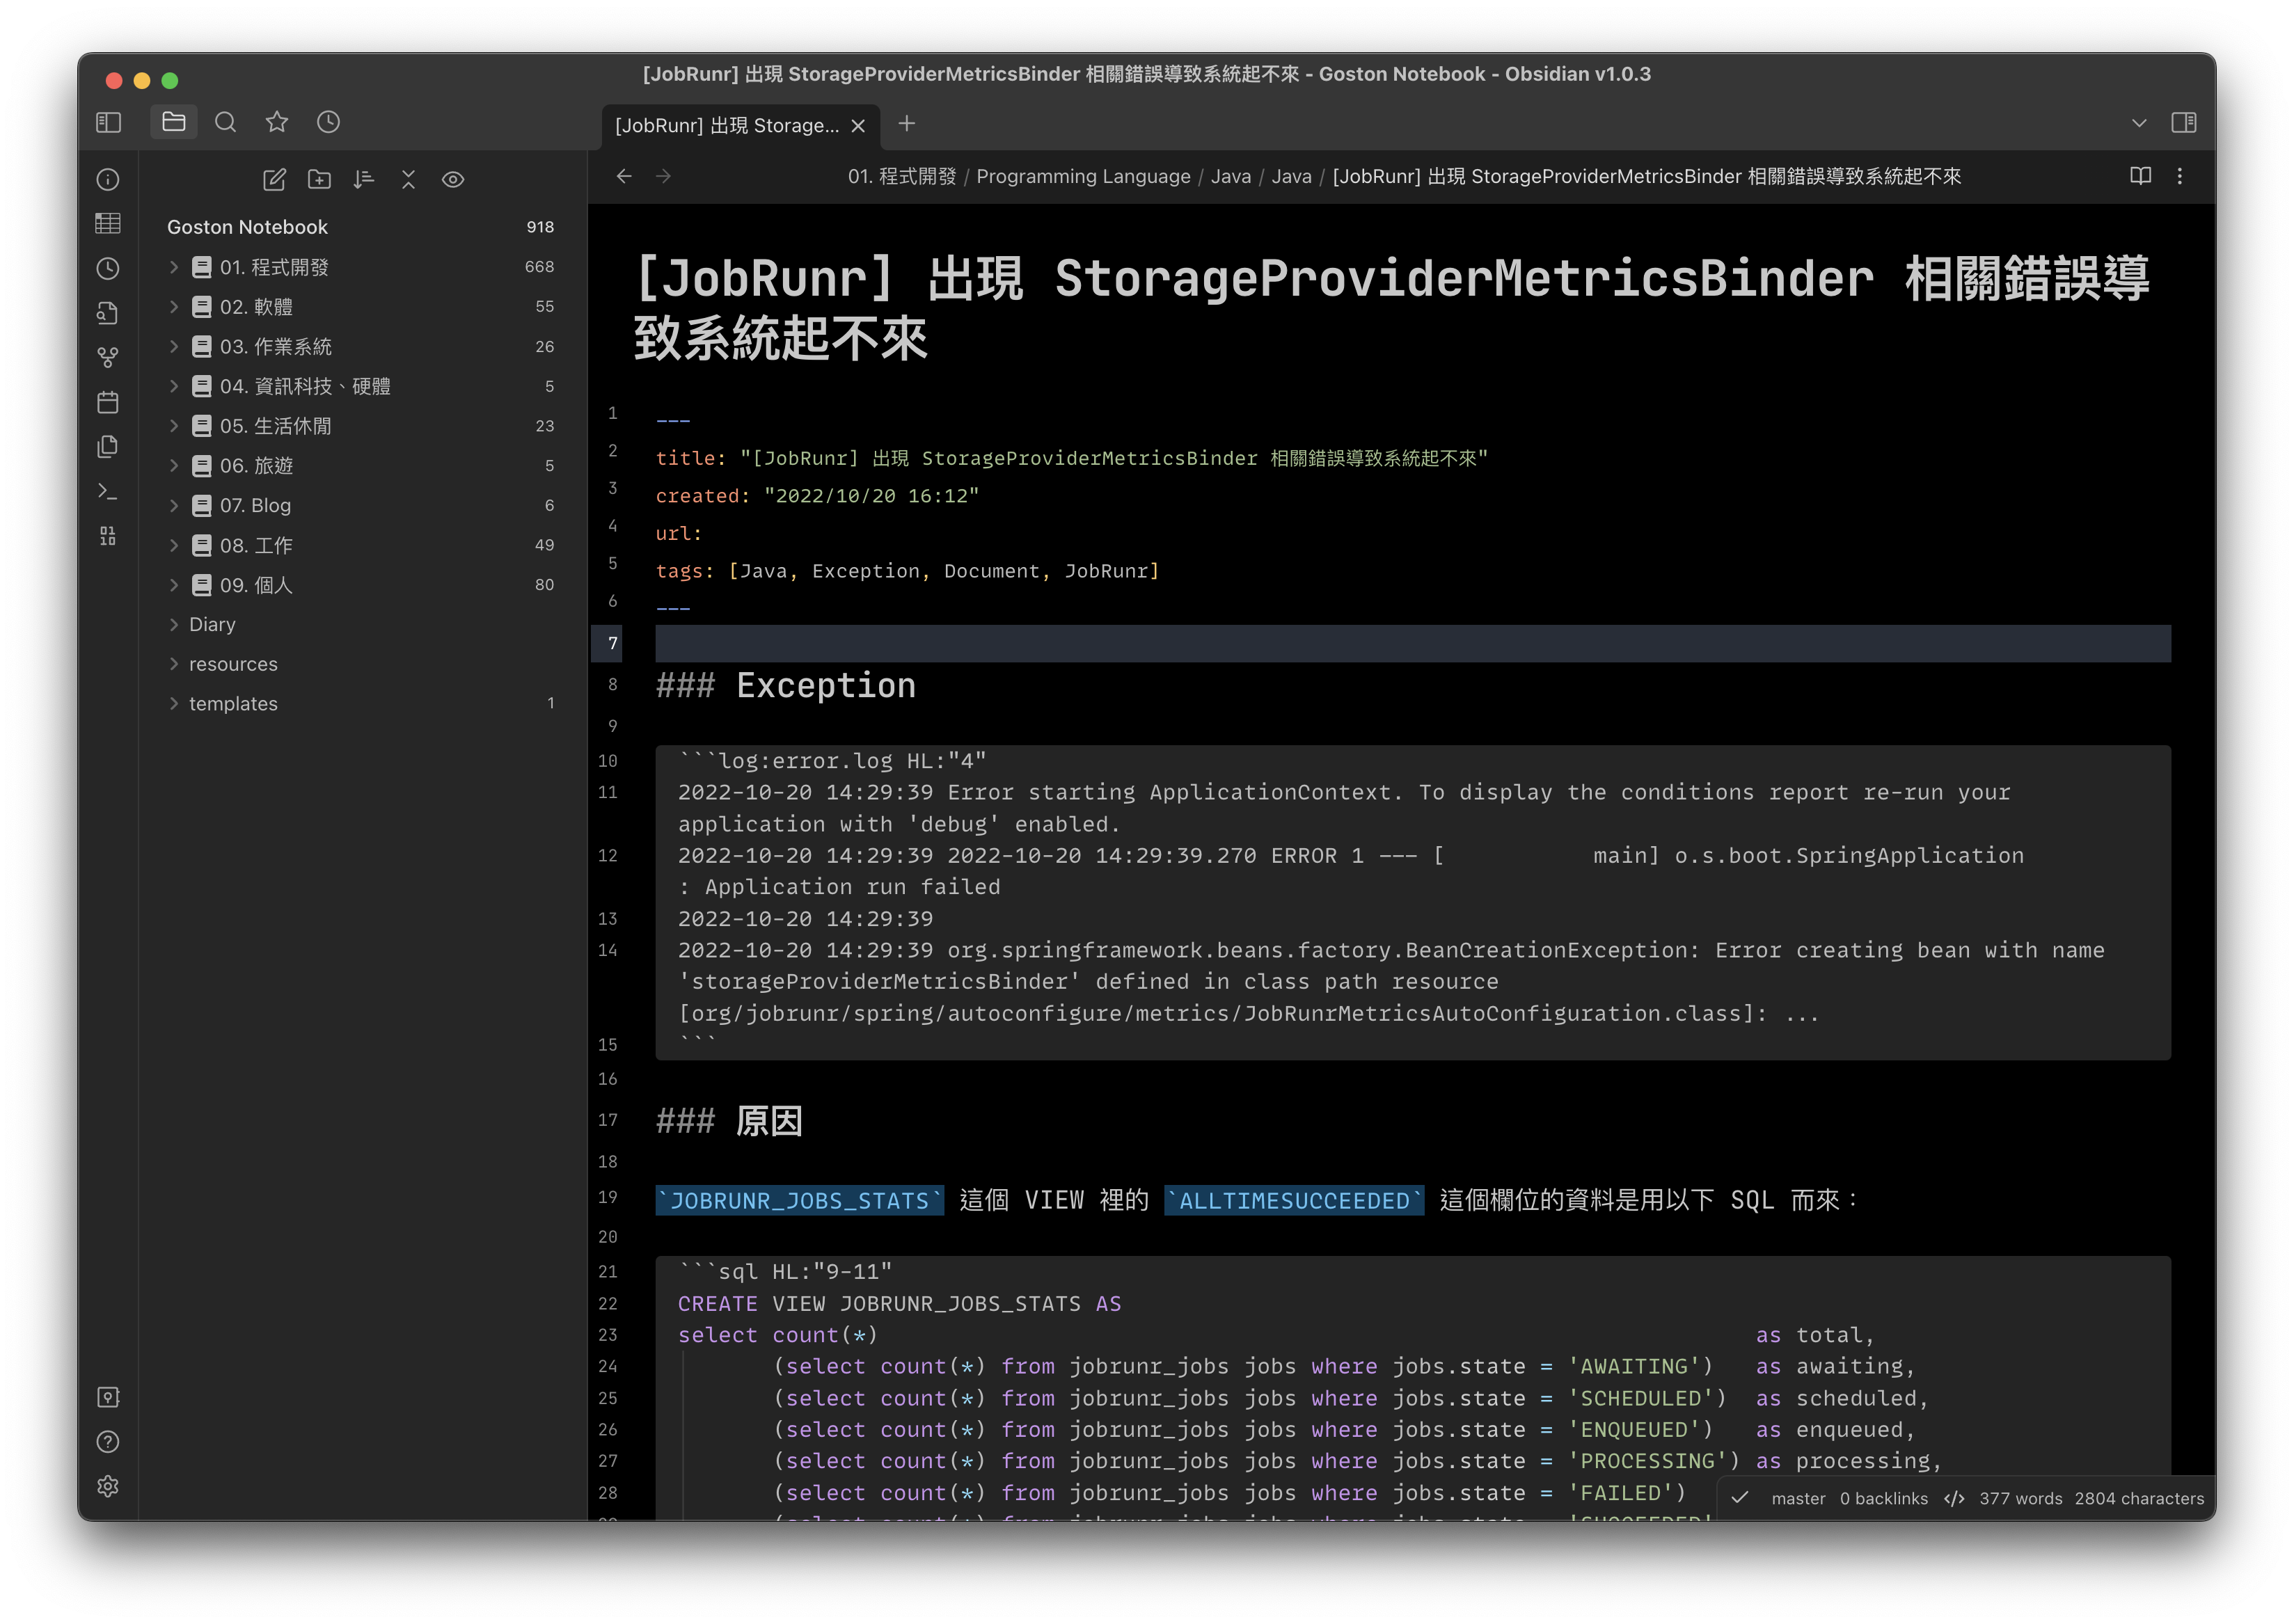 [JobRunr] 出現 StorageProviderMetricsBinder 相關錯誤導致系統起不來 - Goston Notebook - Obsidian v1.0.3
[JobRunr] 出現 Storage...
01. 程式開發 / Programming Language / Java / Java / [JobRunr] 出現 StorageProviderMetricsBinder 相關錯誤導致系統起不來
Goston Notebook 918
01. 程式開發 668
02. 軟體 55
03. 作業系統 26
04. 資訊科技、硬體 5
05. 生活休閒 23
06. 旅遊 5
07. Blog 6
08. 工作 49
09. 個人 80
Diary
resources
templates 1
[JobRunr] 出現 StorageProviderMetricsBinder 相關錯誤導
致系統起不來
1 ---
2 title: "[JobRunr] 出現 StorageProviderMetricsBinder 相關錯誤導致系統起不來"
3 created: "2022/10/20 16:12"
4 url:
5 tags: [Java, Exception, Document, JobRunr]
6 ---
7
8 ### Exception
9
10 ```log:error.log HL:"4"
11 2022-10-20 14:29:39 Error starting ApplicationContext. To display the conditions report re-run your
application with 'debug' enabled.
12 2022-10-20 14:29:39 2022-10-20 14:29:39.270 ERROR 1 --- [           main] o.s.boot.SpringApplication
: Application run failed
13 2022-10-20 14:29:39
14 2022-10-20 14:29:39 org.springframework.beans.factory.BeanCreationException: Error creating bean with name
'storageProviderMetricsBinder' defined in class path resource
[org/jobrunr/spring/autoconfigure/metrics/JobRunrMetricsAutoConfiguration.class]: ...
15 ```
16
17 ### 原因
18
19 `JOBRUNR_JOBS_STATS` 這個 VIEW 裡的 `ALLTIMESUCCEEDED` 這個欄位的資料是用以下 SQL 而來：
20
21 ```sql HL:"9-11"
22 CREATE VIEW JOBRUNR_JOBS_STATS AS
23 select count(*) as total,
24 (select count(*) from jobrunr_jobs jobs where jobs.state = 'AWAITING') as awaiting,
25 (select count(*) from jobrunr_jobs jobs where jobs.state = 'SCHEDULED') as scheduled,
26 (select count(*) from jobrunr_jobs jobs where jobs.state = 'ENQUEUED') as enqueued,
27 (select count(*) from jobrunr_jobs jobs where jobs.state = 'PROCESSING') as processing,
28 (select count(*) from jobrunr_jobs jobs where jobs.state = 'FAILED')
(select count(*) from jobrunr_jobs jobs where jobs.state = 'SUCCEEDED'
master 0 backlinks </> 377 words 2804 characters